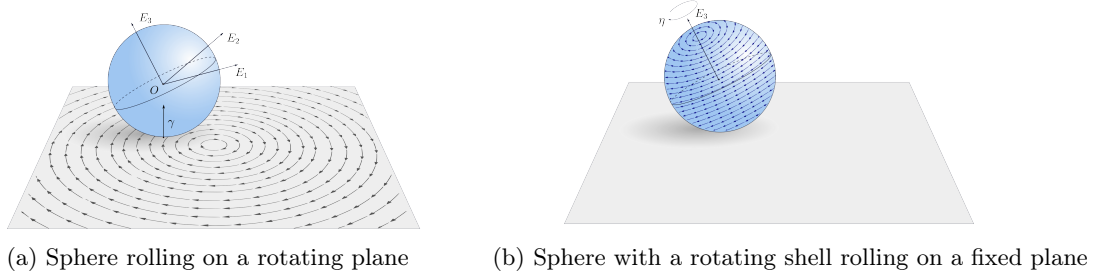 E3
E2
E1
O
γ
η
E3
(a) Sphere rolling on a rotating plane
(b) Sphere with a rotating shell rolling on a fixed plane